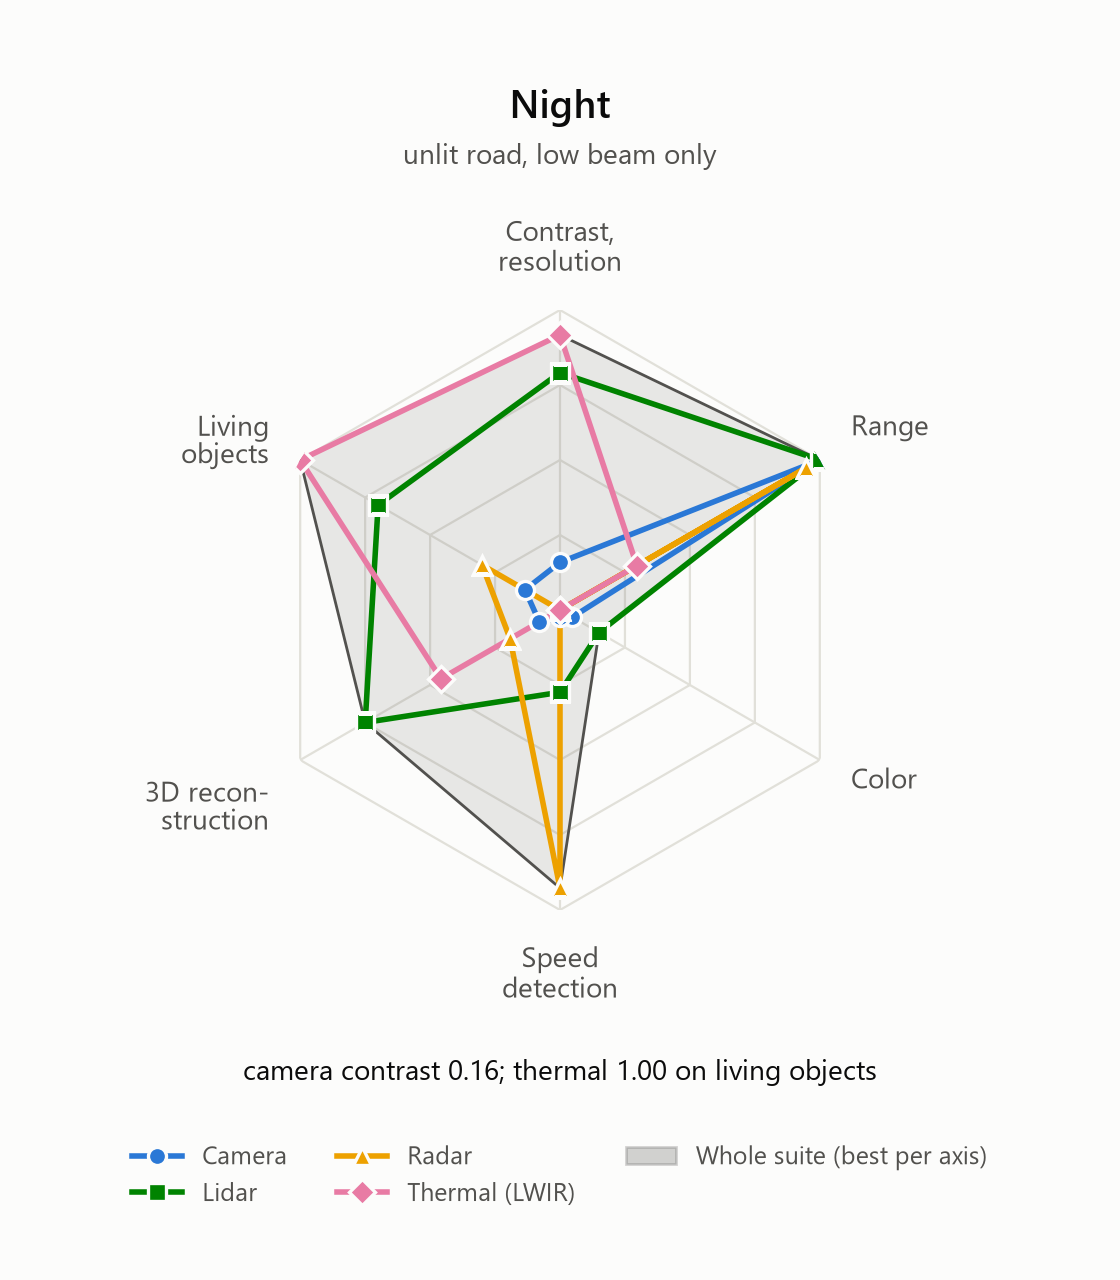 Night
unlit road, low beam only
Contrast,
resolution
Range
Living
objects
3D recon-
struction
Color
Speed
detection
camera contrast 0.16; thermal 1.00 on living objects
Camera
Radar
Whole suite (best per axis)
Lidar
Thermal (LWIR)